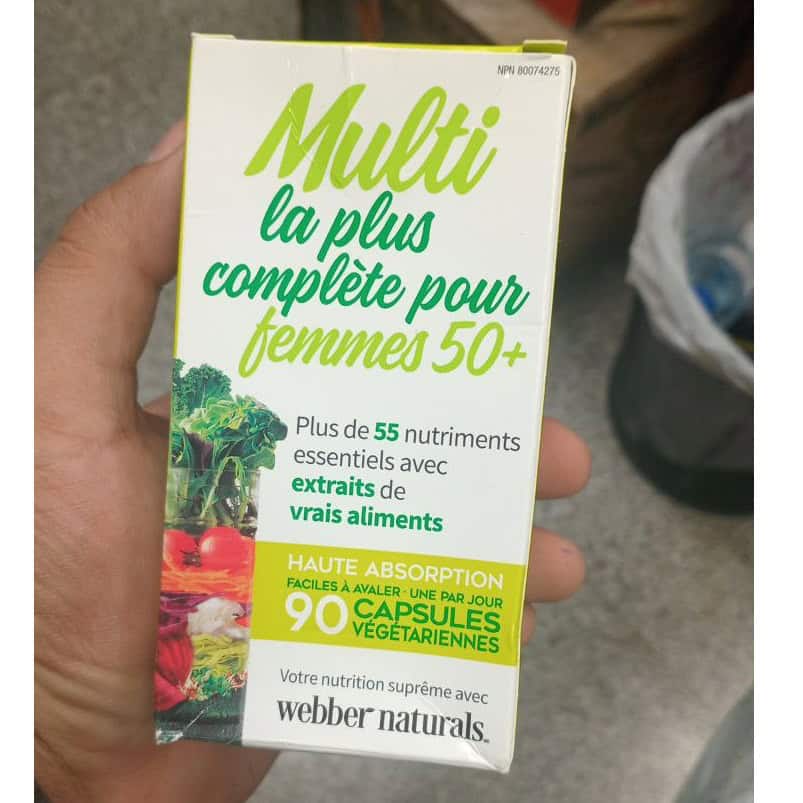 NPN 80074275
Multi
la plus
complète pour
femmes 50+
Plus de 55 nutriments
essentiels avec
extraits de
vrais aliments
HAUTE ABSORPTION
FACILES À AVALER · UNE PAR JOUR
90 CAPSULES
VÉGÉTARIENNES
Votre nutrition suprême avec
webber naturals